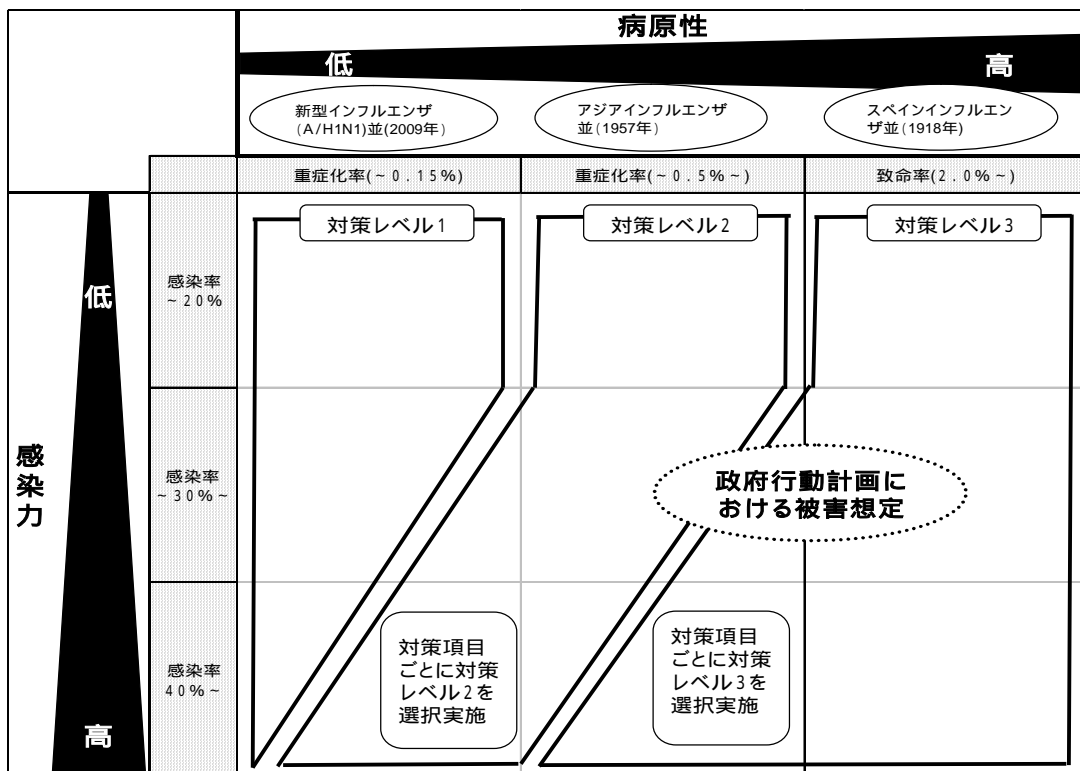 病原性
低
高
新型インフルエンザ
(A/H1N1)並(2009年)
アジアインフルエンザ
並(1957年)
スペインインフルエン
ザ並(1918年)
重症化率(~0.15%)
重症化率(~0.5%~)
致命率(2.0%~)
対策レベル1
対策レベル2
対策レベル3
感染力
低
高
感染率
~20%
感染率
~30%~
感染率
40%~
政府行動計画に
おける被害想定
対策項目
ごとに対策
レベル2を
選択実施
対策項目
ごとに対策
レベル3を
選択実施